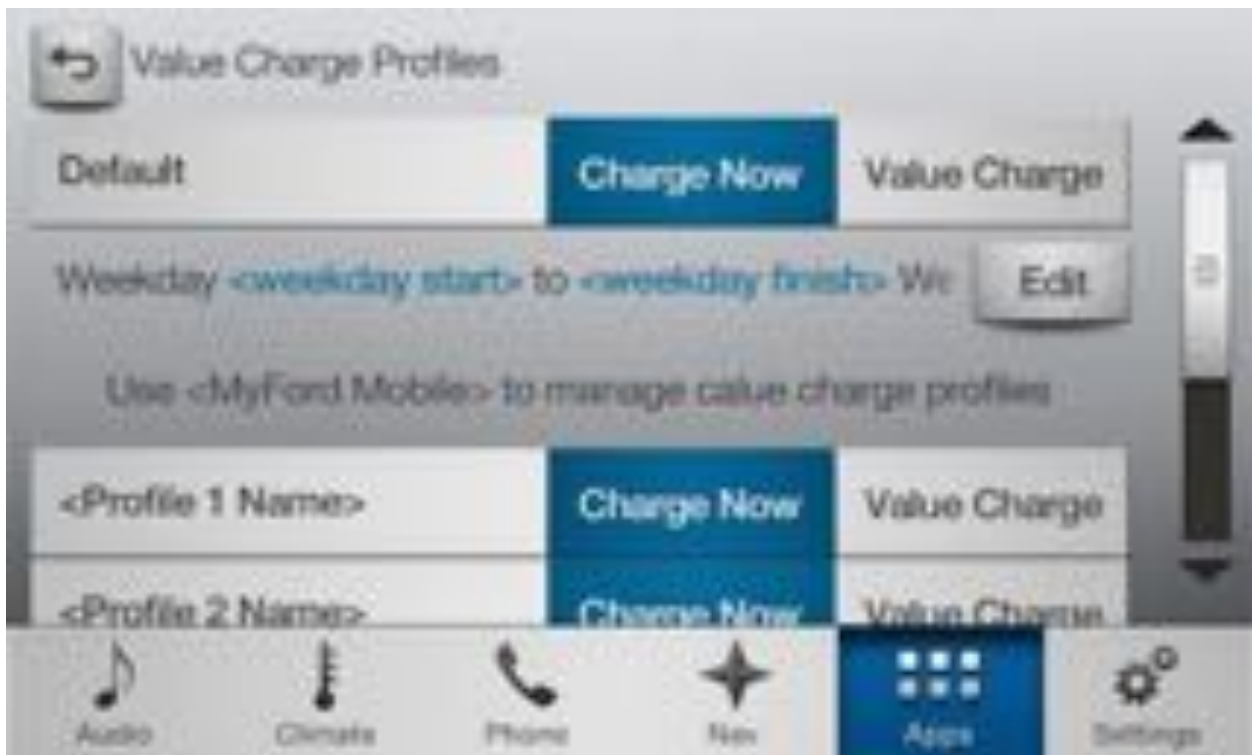 Value Charge Profiles
Default Charge Now Value Charge
Weekday <weekday start> to <weekday finish> We Edit
Use <MyFord Mobile> to manage calue charge profiles
<Profile 1 Name> Charge Now Value Charge
<Profile 2 Name> Charge Now Value Charge
Audio Climate Phone Nav Apps Settings